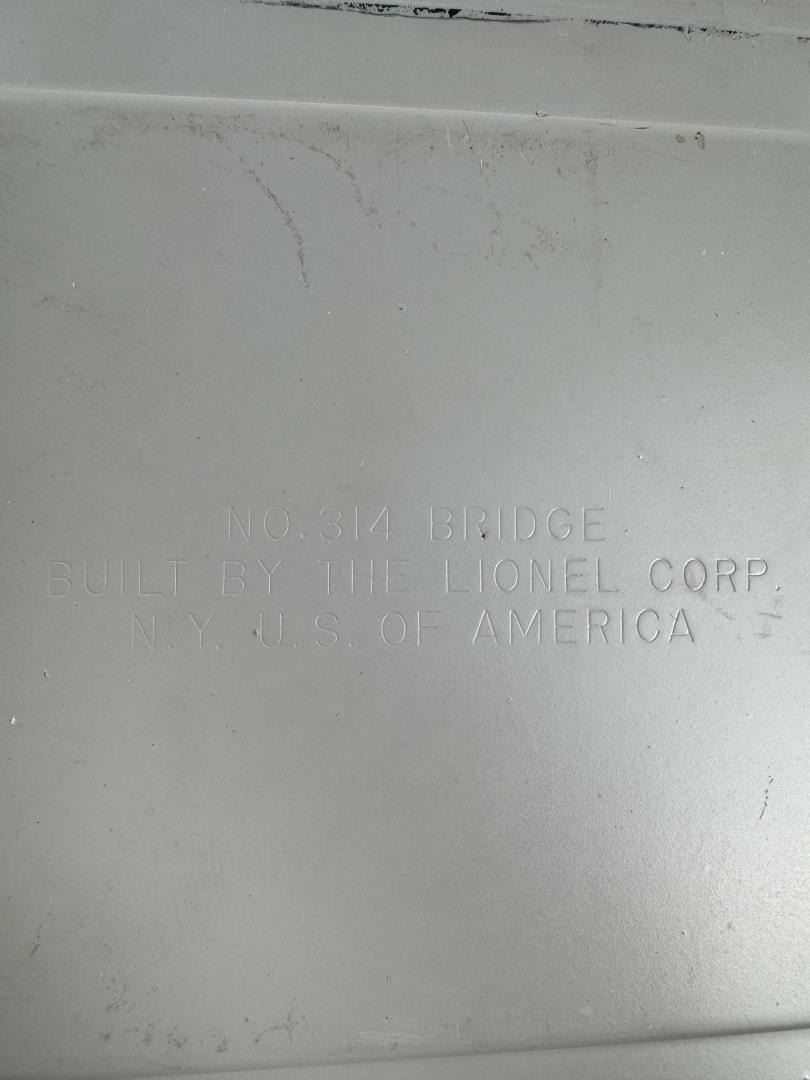 NO. 314 BRIDGE
BUILT BY THE LIONEL CORP.
N.Y. U.S. OF AMERICA